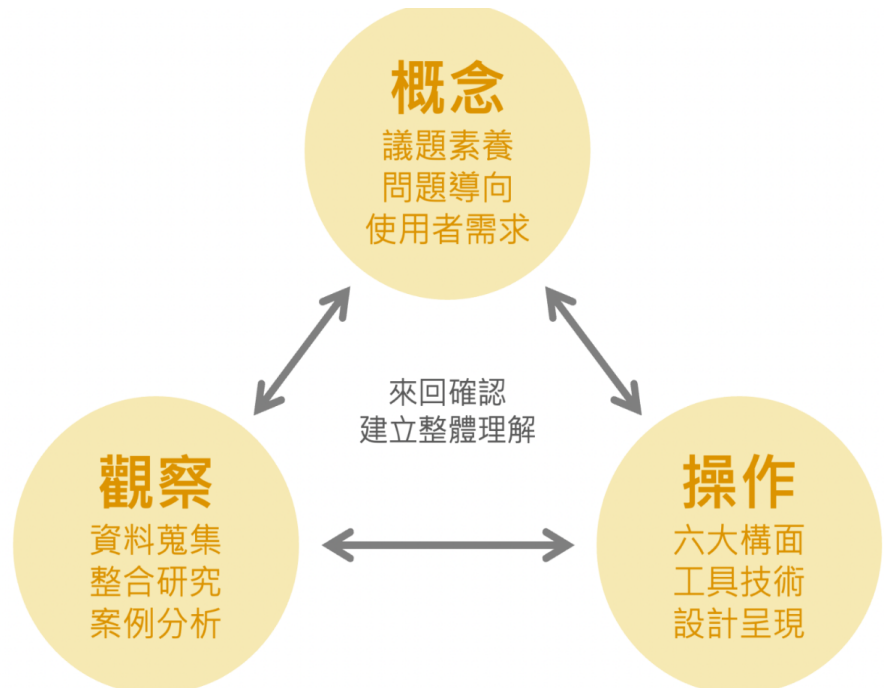 概念
議題素養
問題導向
使用者需求
來回確認
建立整體理解
觀察
資料蒐集
整合研究
案例分析
操作
六大構面
工具技術
設計呈現